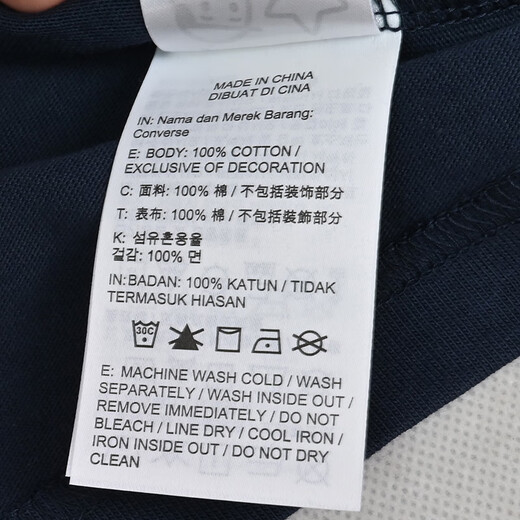 MADE IN CHINA
DIBUAT DI CINA
IN: Nama dan Merek Barang:
Converse
E: BODY: 100% COTTON /
EXCLUSIVE OF DECORATION
C: 面料: 100% 棉 / 不包括装饰部分
T: 表布: 100% 棉 / 不包括裝飾部分
K: 섬유혼용율
겉감: 100% 면
IN:BADAN: 100% KATUN / TIDAK
TERMASUK HIASAN
30C
E: MACHINE WASH COLD / WASH
SEPARATELY / WASH INSIDE OUT /
REMOVE IMMEDIATELY / DO NOT
BLEACH / LINE DRY / COOL IRON /
IRON INSIDE OUT / DO NOT DRY
CLEAN